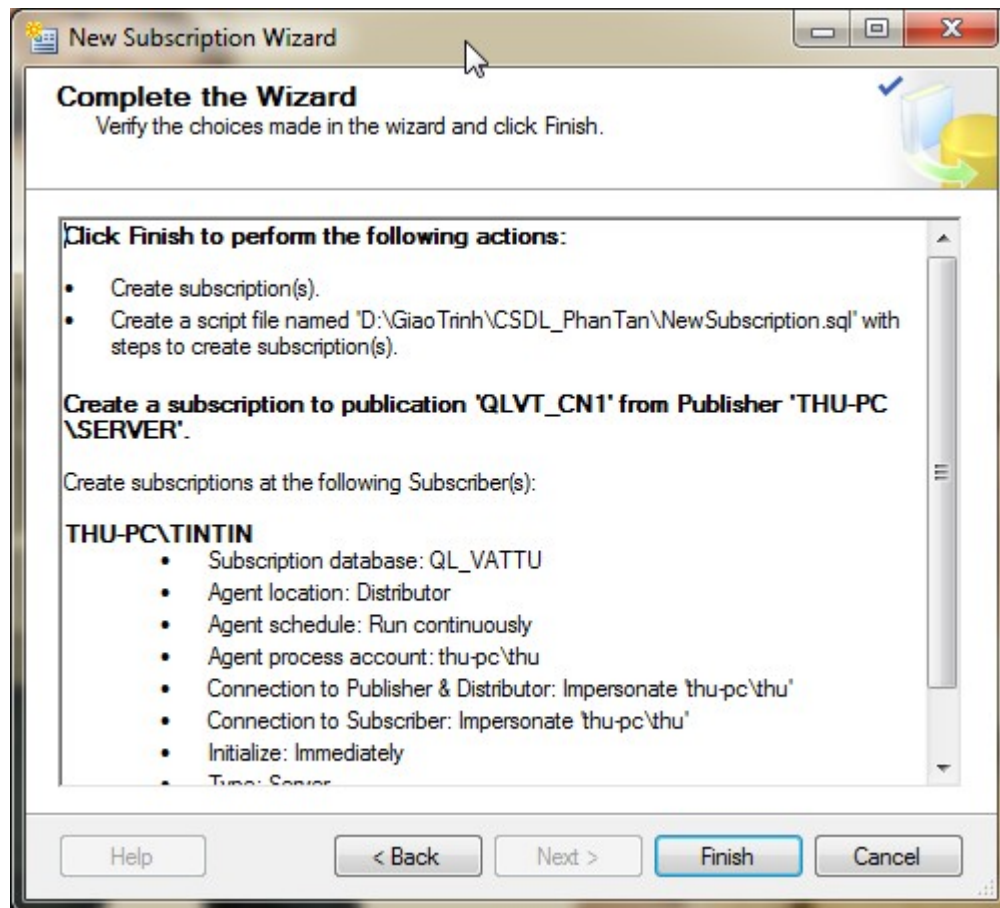 New Subscription Wizard
Complete the Wizard
Verify the choices made in the wizard and click Finish.
Click Finish to perform the following actions:
• Create subscription(s).
• Create a script file named 'D:\GiaoTrinh\CSDL_PhanTan\NewSubscription.sql' with
steps to create subscription(s).
Create a subscription to publication 'QLVT_CN1' from Publisher 'THU-PC
\SERVER'.
Create subscriptions at the following Subscriber(s):
THU-PC\TINTIN
• Subscription database: QL_VATTU
• Agent location: Distributor
• Agent schedule: Run continuously
• Agent process account: thu-pc\thu
• Connection to Publisher & Distributor: Impersonate 'thu-pc\thu'
• Connection to Subscriber: Impersonate 'thu-pc\thu'
• Initialize: Immediately
• Type: Server
Help
< Back
Next >
Finish
Cancel